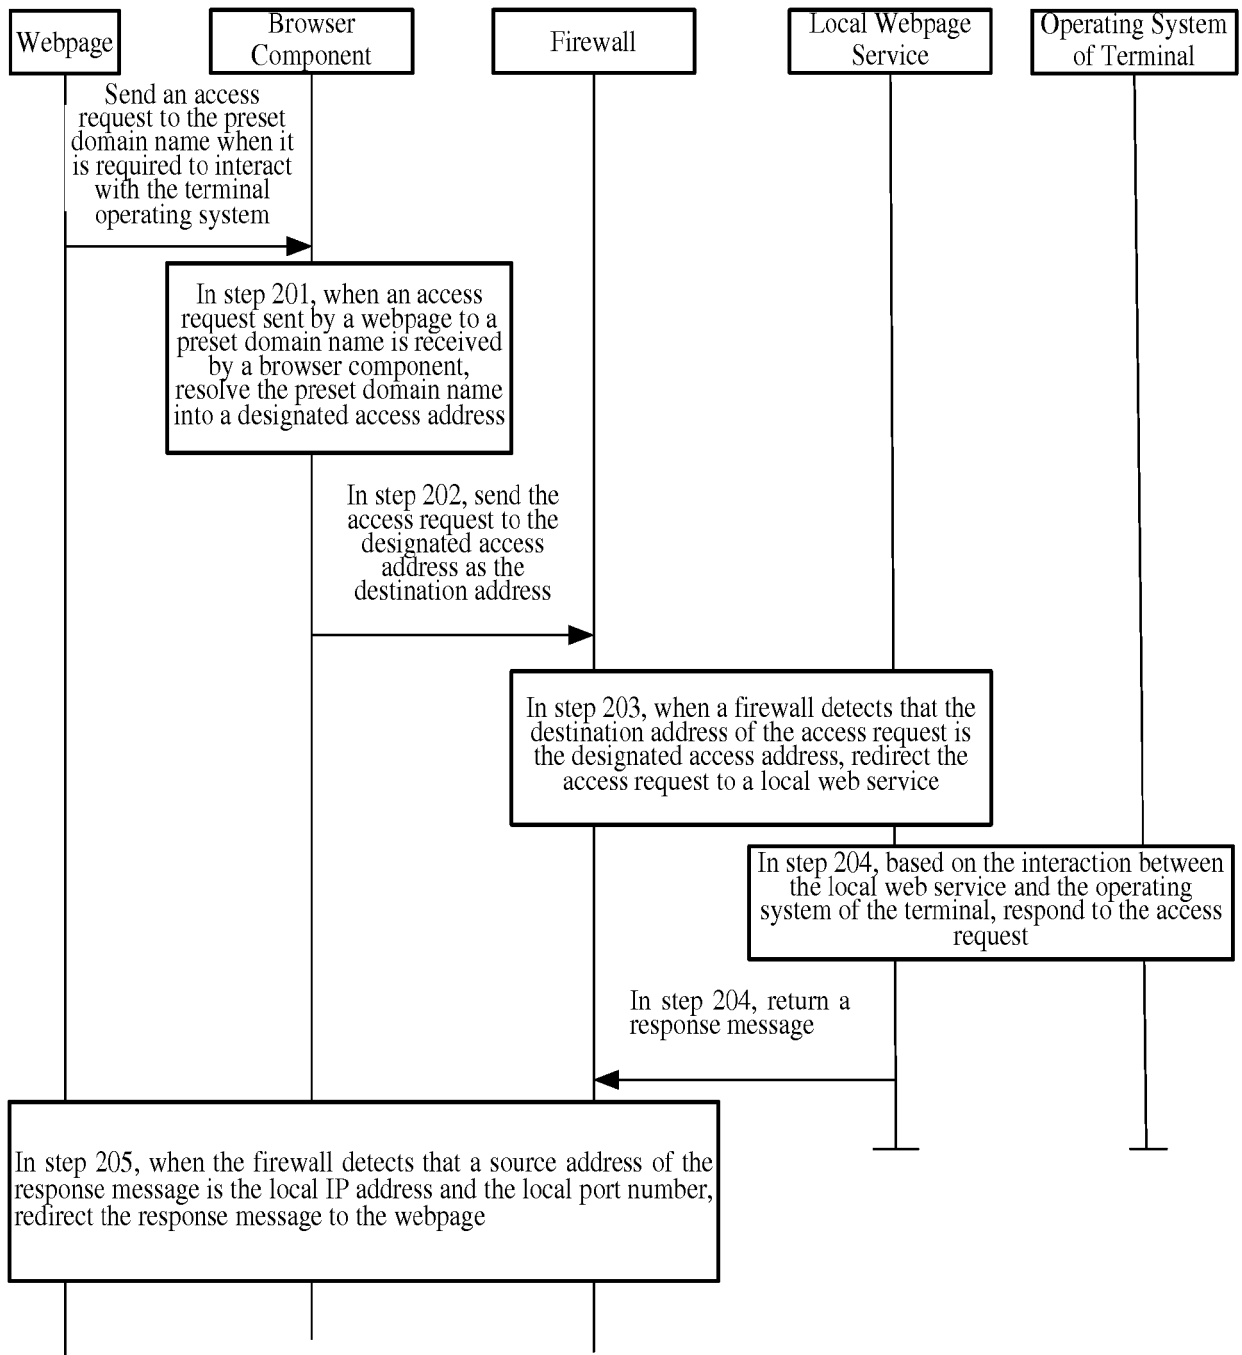 Webpage
Browser
Component
Firewall
Local Webpage
Service
Operating System
of Terminal
Send an access
request to the preset
domain name when it
is required to interact
with the terminal
operating system
In step 201, when an access
request sent by a webpage to a
preset domain name is received
by a browser component,
resolve the preset domain name
into a designated access address
In step 202, send the
access request to the
designated access
address as the
destination address
In step 203, when a firewall detects that the
destination address of the access request is
the designated access address, redirect the
access request to a local web service
In step 204, based on the interaction between
the local web service and the operating
system of the terminal, respond to the access
request
In step 204, return a
response message
In step 205, when the firewall detects that a source address of the
response message is the local IP address and the local port number,
redirect the response message to the webpage